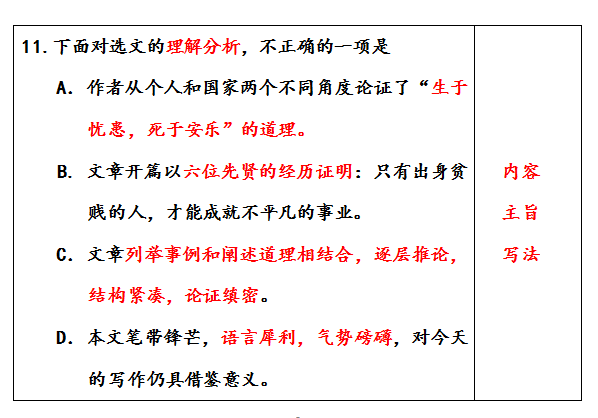 11.下面对选文的理解分析，不正确的一项是
A．作者从个人和国家两个不同角度论证了“生于
忧患，死于安乐”的道理。
B．文章开篇以六位先贤的经历证明：只有出身贫
贱的人，才能成就不平凡的事业。
C．文章列举事例和阐述道理相结合，逐层推论，
结构紧凑，论证缜密。
D．本文笔带锋芒，语言犀利，气势磅礴，对今天
的写作仍具借鉴意义。
内容
主旨
写法